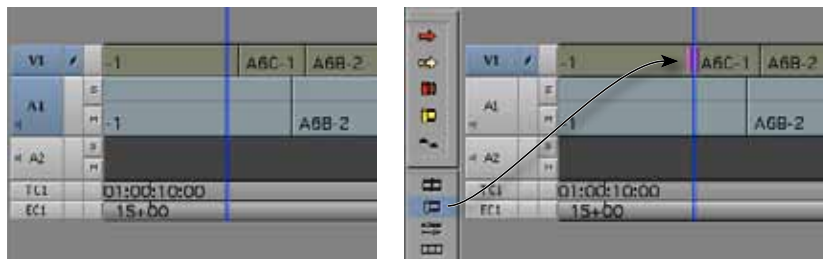 V1 -1 A6C-1 A6B-2
S
A1
M -1 A6B-2
S
A2
M
TC1 01:00:10:00
EC1 15+00
V1 -1 A6C-1 A6B-2
S
A1
M -1 A6B-2
S
A2
M
TC1 01:00:10:00
EC1 15+00